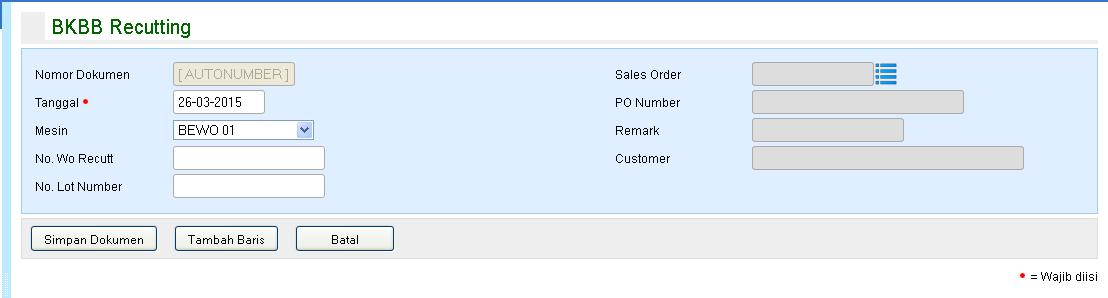 BKBB Recutting
Nomor Dokumen [ AUTONUMBER ] Sales Order
Tanggal • 26-03-2015 PO Number
Mesin BEWO 01 Remark
No. Wo Recutt Customer
No. Lot Number
Simpan Dokumen Tambah Baris Batal
• = Wajib diisi